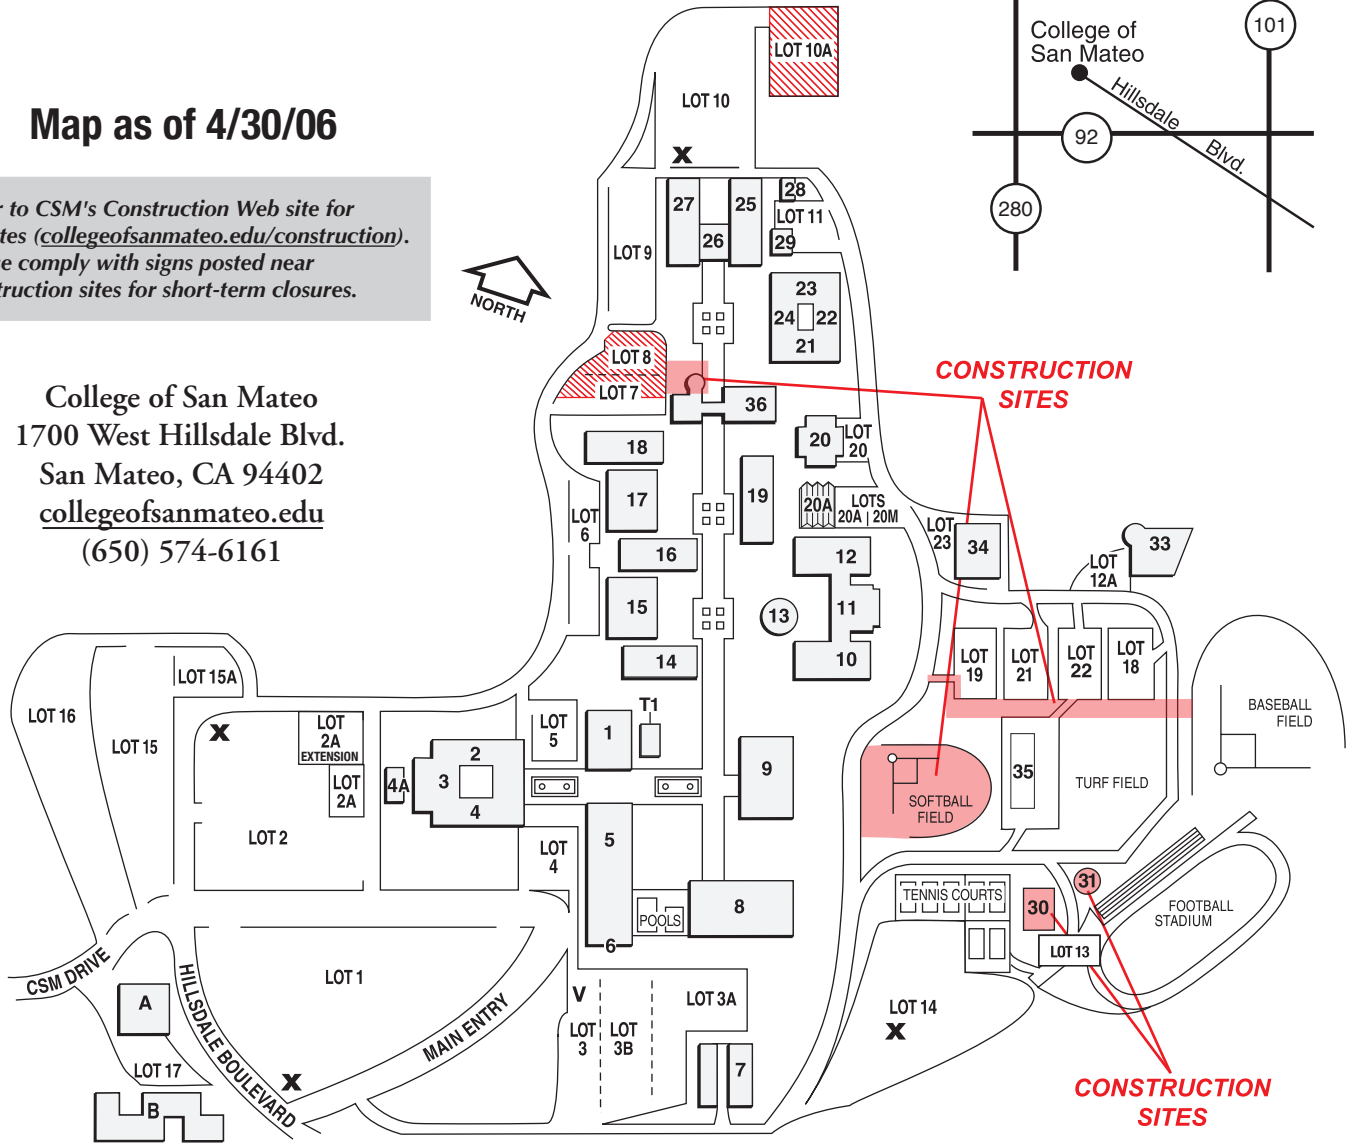 Map as of 4/30/06
r to CSM's Construction Web site for
tes (collegeofsanmateo.edu/construction).
se comply with signs posted near
truction sites for short-term closures.
College of San Mateo
1700 West Hillsdale Blvd.
San Mateo, CA 94402
collegeofsanmateo.edu
(650) 574-6161
NORTH
College of
San Mateo
101
Hillsdale
Blvd.
92
280
LOT 10A
LOT 10
X
27
25
28
LOT 11
26
29
LOT 9
23
24
22
21
LOT 8
LOT 7
CONSTRUCTION
SITES
36
18
20
LOT
20
17
19
20A
LOTS
20A | 20M
LOT
6
LOT
23
34
33
16
12
LOT
12A
15
13
11
14
10
LOT
19
LOT
21
LOT
22
LOT
18
LOT 15A
LOT 16
LOT 15
X
LOT
2A
EXTENSION
LOT
2A
LOT
5
1
T1
2
3
4
4A
9
35
BASEBALL
FIELD
TURF FIELD
SOFTBALL
FIELD
LOT 2
5
LOT
4
6
POOLS
8
TENNIS COURTS
30
31
FOOTBALL
STADIUM
LOT 13
CSM DRIVE
A
HILLSDALE BOULEVARD
LOT 1
MAIN ENTRY
V
LOT
3
LOT
3B
LOT 3A
LOT 14
X
LOT 17
X
7
B
CONSTRUCTION
SITES